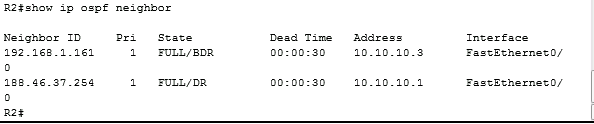 R2#show ip ospf neighbor
Neighbor ID Pri State Dead Time Address Interface
192.168.1.161 1 FULL/BDR 00:00:30 10.10.10.3 FastEthernet0/
0
188.46.37.254 1 FULL/DR 00:00:30 10.10.10.1 FastEthernet0/
0
R2#